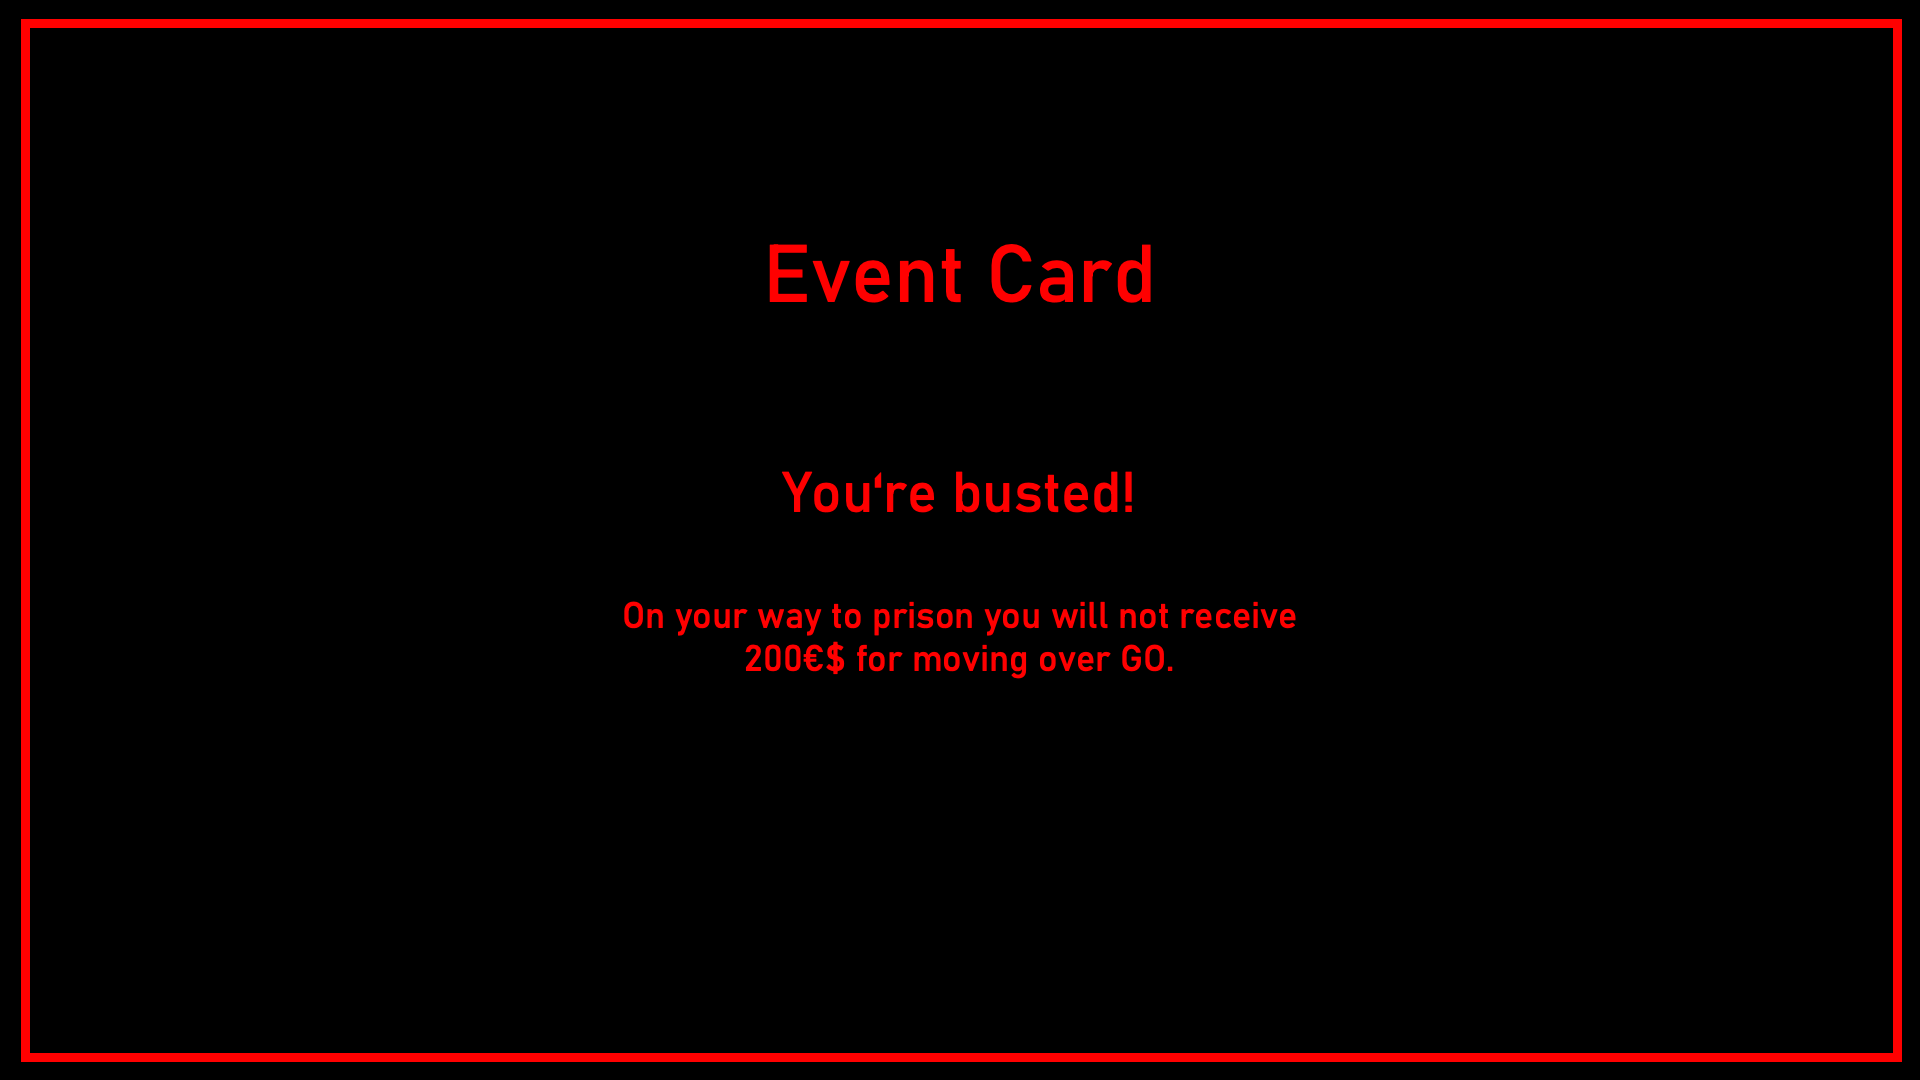 Event Card
You‘re busted!
On your way to prison you will not receive
200€$ for moving over GO.